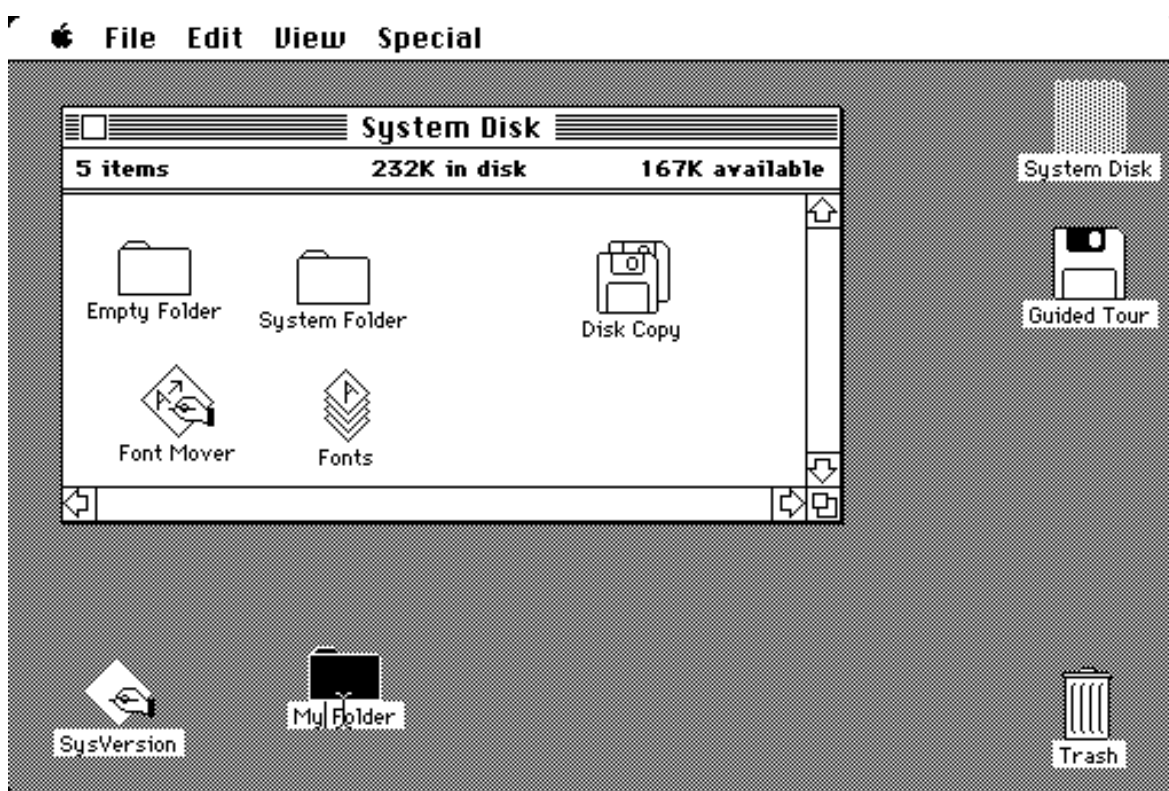 File Edit View Special
System Disk
5 items 232K in disk 167K available
Empty Folder
System Folder
Disk Copy
Font Mover
Fonts
System Disk
Guided Tour
SysVersion
My Folder
Trash